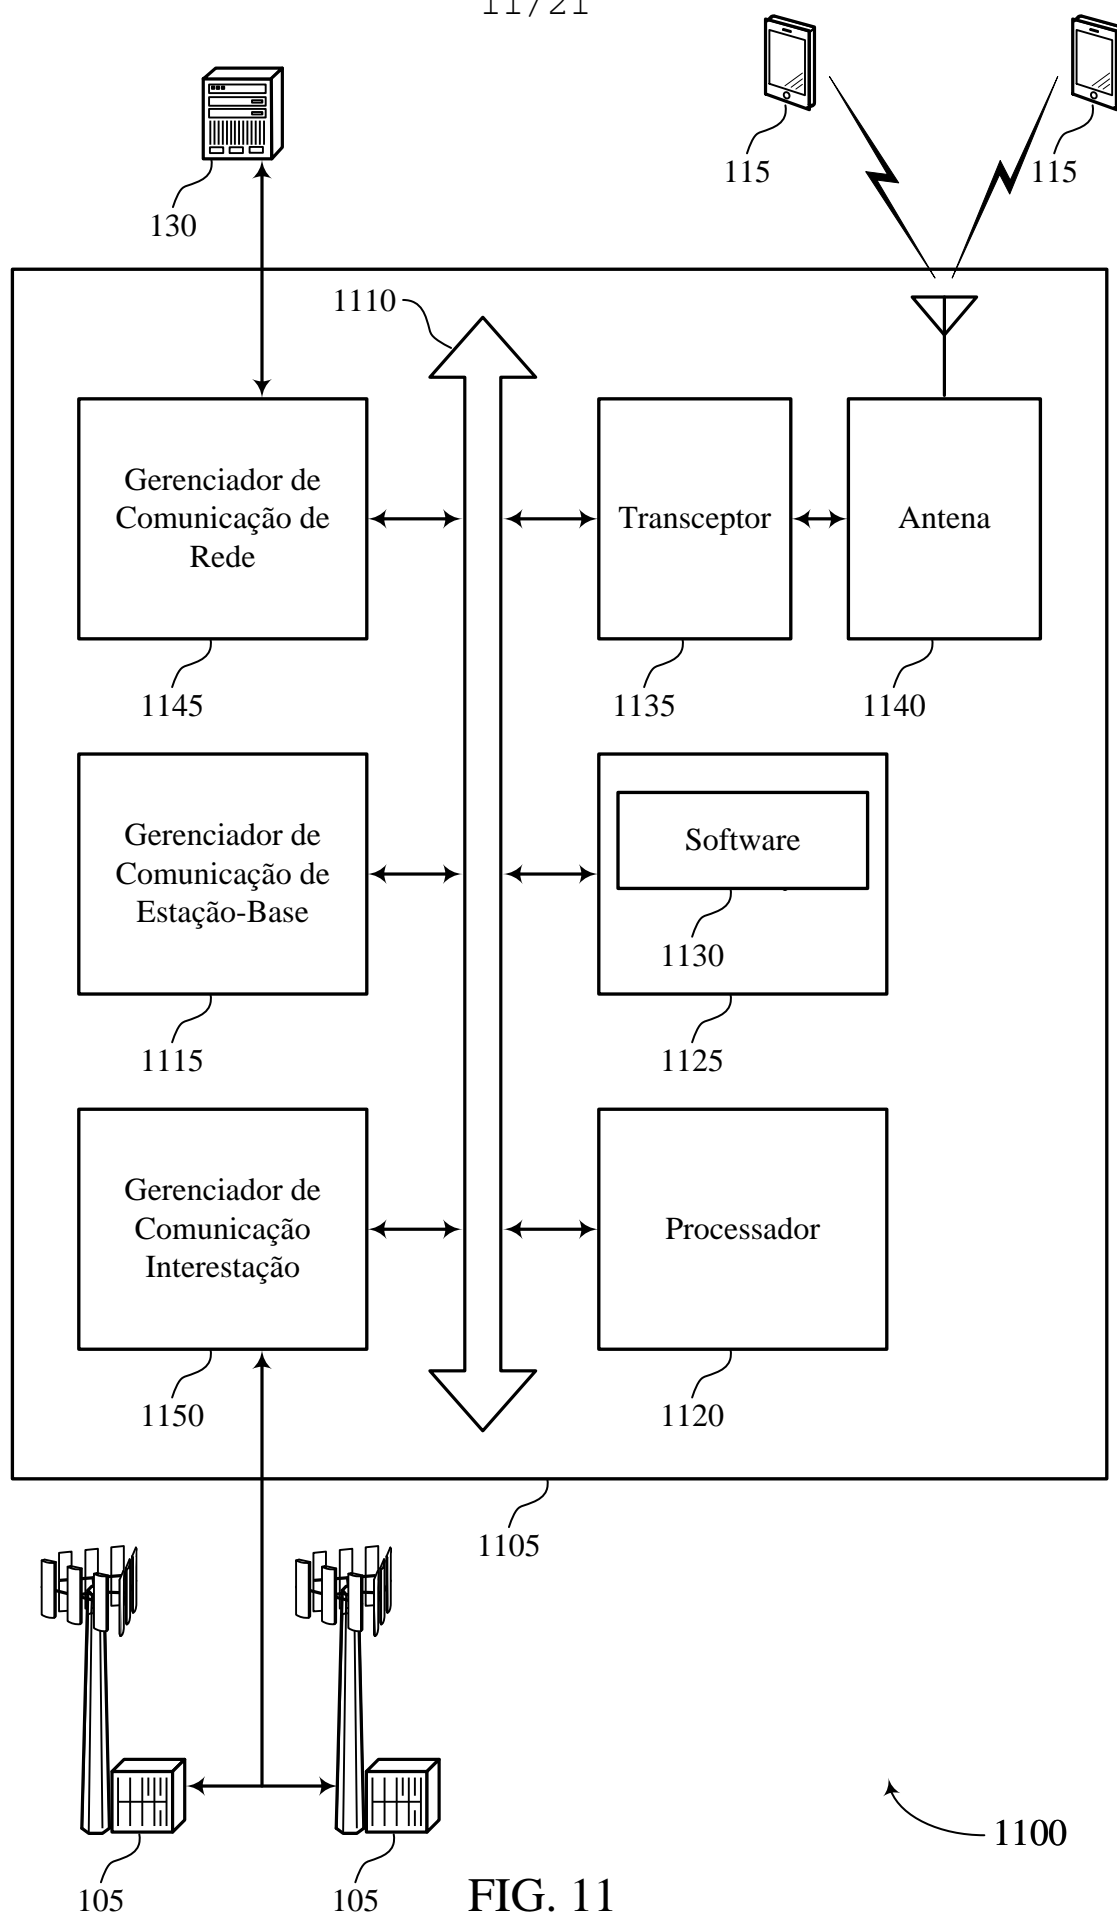 11/21
115
115
130
1110
Gerenciador de
Comunicação de
Rede
Transceptor
Antena
1145
1135
1140
Gerenciador de
Comunicação de
Estação-Base
Software
1130
1115
1125
Gerenciador de
Comunicação
Interestação
Processador
1150
1120
1105
1100
105
105
FIG. 11